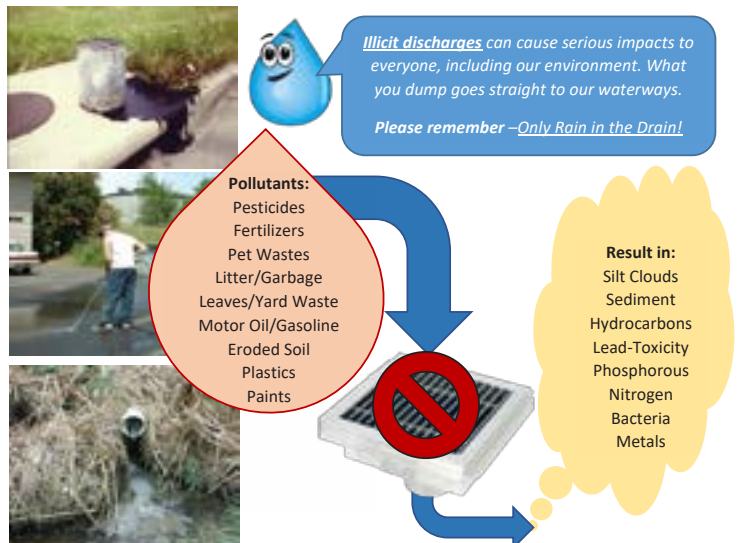 Illicit discharges can cause serious impacts to
everyone, including our environment. What
you dump goes straight to our waterways.
Please remember –Only Rain in the Drain!
Pollutants:
Pesticides
Fertilizers
Pet Wastes
Litter/Garbage
Leaves/Yard Waste
Motor Oil/Gasoline
Eroded Soil
Plastics
Paints
Result in:
Silt Clouds
Sediment
Hydrocarbons
Lead-Toxicity
Phosphorous
Nitrogen
Bacteria
Metals